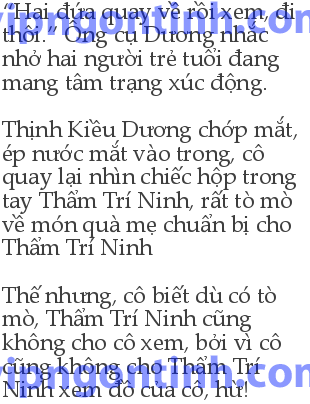 “Hai đứa quay về rồi xem, đi
thôi.” Ông cụ Dương nhắc
nhở hai người trẻ tuổi đang
mang tâm trạng xúc động.
Thịnh Kiều Dương chớp mắt,
ép nước mắt vào trong, cô
quay lại nhìn chiếc hộp trong
tay Thẩm Trí Ninh, rất tò mò
về món quà mẹ chuẩn bị cho
Thẩm Trí Ninh
Thế nhưng, cô biết dù có tò
mò, Thẩm Trí Ninh cũng
không cho cô xem, bởi vì cô
cũng không cho Thẩm Trí
Ninh xem đồ của cô, hừ!
vipngontinh.com
vipngontinh.com